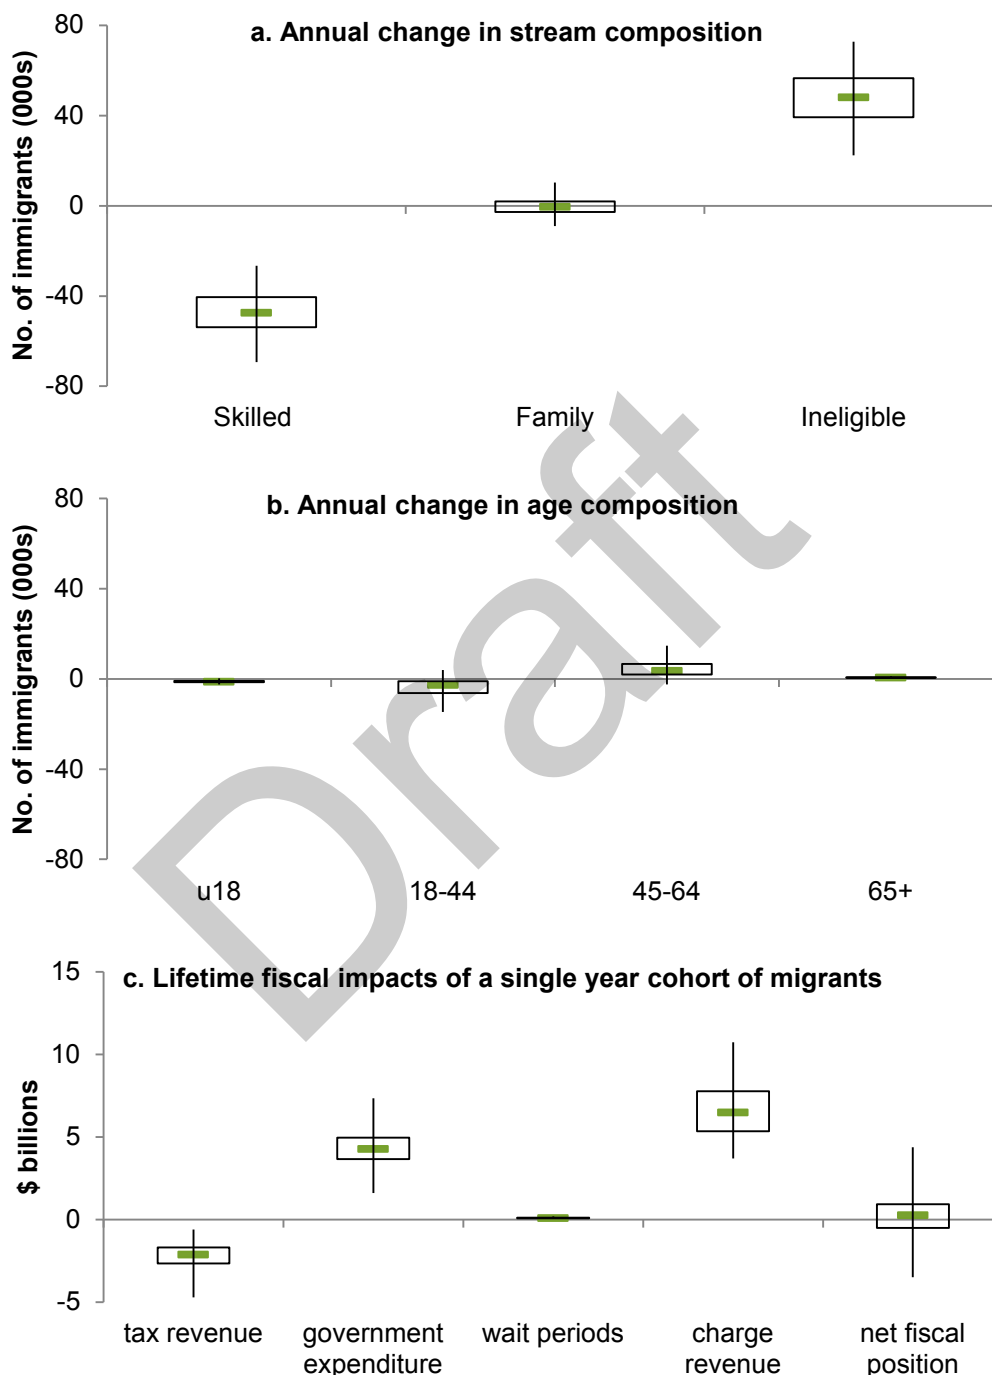 a. Annual change in stream composition
No. of immigrants (000s)
80
40
0
-40
-80
Skilled Family Ineligible
b. Annual change in age composition
No. of immigrants (000s)
80
40
0
-40
-80
u18 18-44 45-64 65+
c. Lifetime fiscal impacts of a single year cohort of migrants
$ billions
15
10
5
0
-5
tax revenue government expenditure wait periods charge revenue net fiscal position
Draft